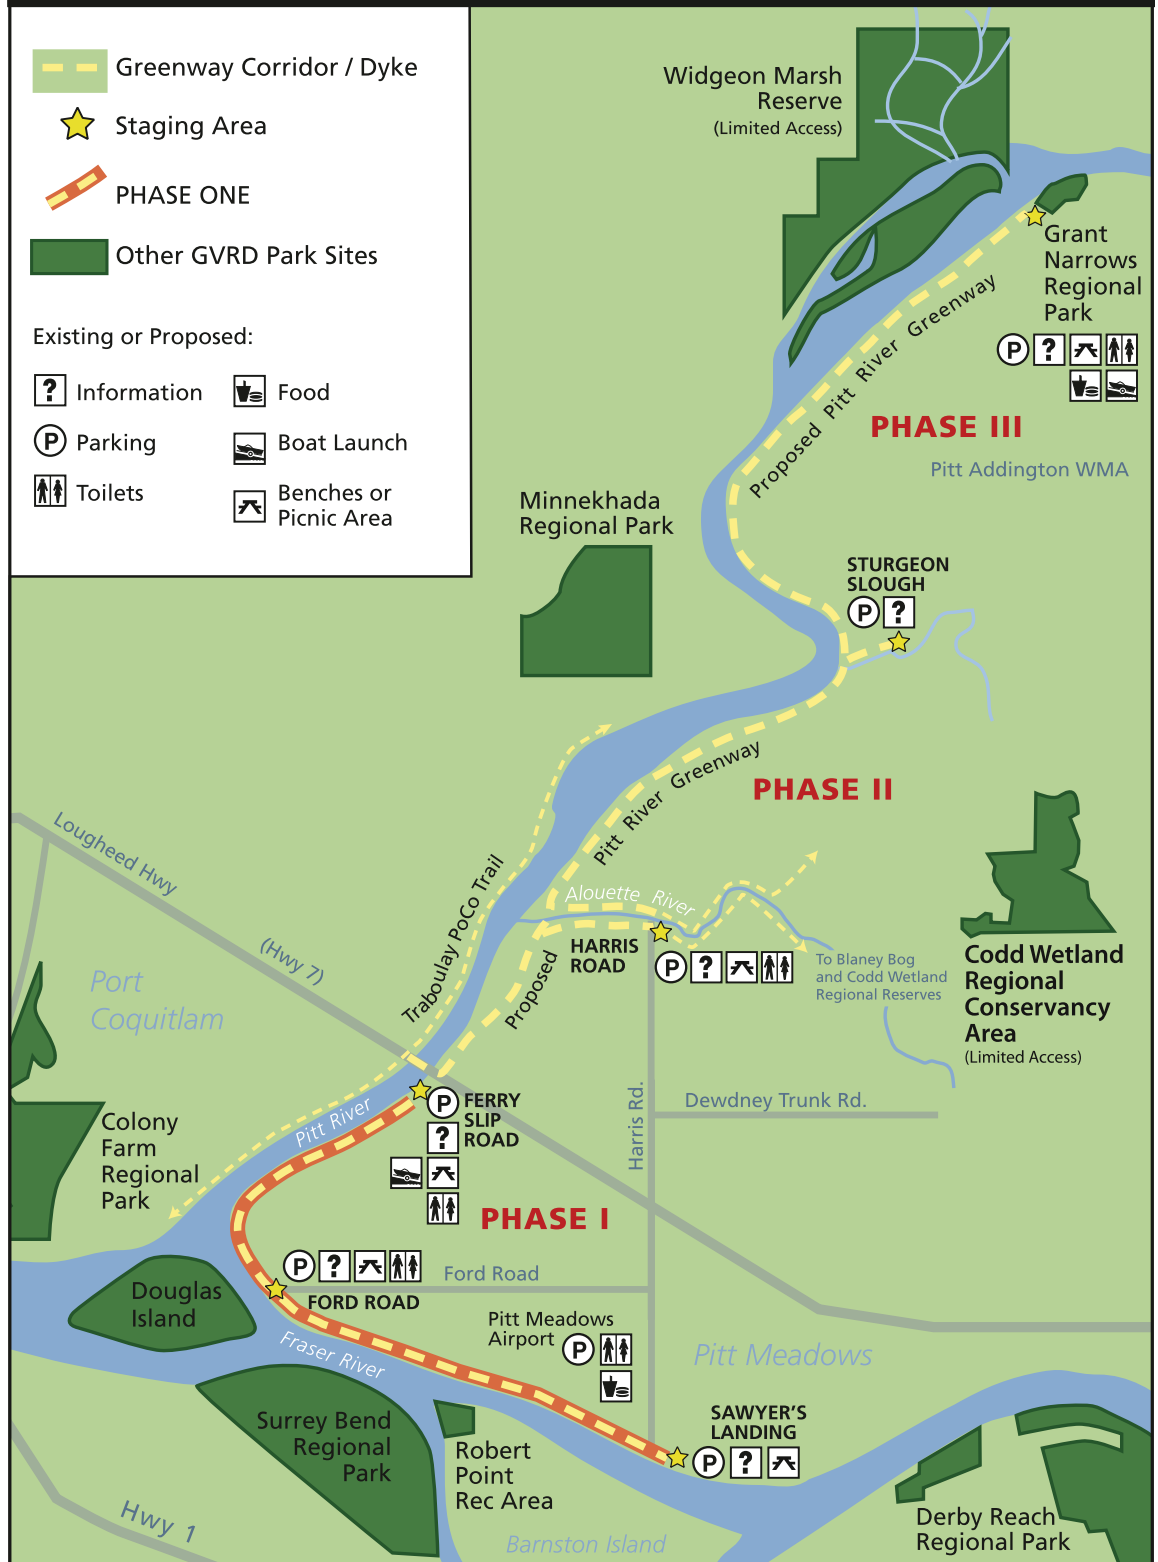 Greenway Corridor / Dyke
Staging Area
PHASE ONE
Other GVRD Park Sites
Existing or Proposed:
? Information
Food
P Parking
Boat Launch
Toilets
Benches or
Picnic Area
Widgeon Marsh
Reserve
(Limited Access)
Grant
Narrows
Regional
Park
P ?
Proposed Pitt River Greenway
PHASE III
Pitt Addington WMA
Minnekhada
Regional Park
STURGEON
SLOUGH
P ?
Pitt River Greenway
PHASE II
Lougheed Hwy
(Hwy 7)
Traboulay PoCo Trail
Alouette River
HARRIS
ROAD
P ?
Proposed
To Blaney Bog
and Codd Wetland
Regional Reserves
Codd Wetland
Regional
Conservancy
Area
(Limited Access)
Port
Coquitlam
Harris Rd.
Dewdney Trunk Rd.
Colony
Farm
Regional
Park
Pitt River
P
FERRY
SLIP
ROAD
?
PHASE I
P ?
Ford Road
FORD ROAD
Douglas
Island
Pitt Meadows
Airport
P
Fraser River
Pitt Meadows
Surrey Bend
Regional
Park
Robert
Point
Rec Area
SAWYER'S
LANDING
P ?
Hwy 1
Barnston Island
Derby Reach
Regional Park